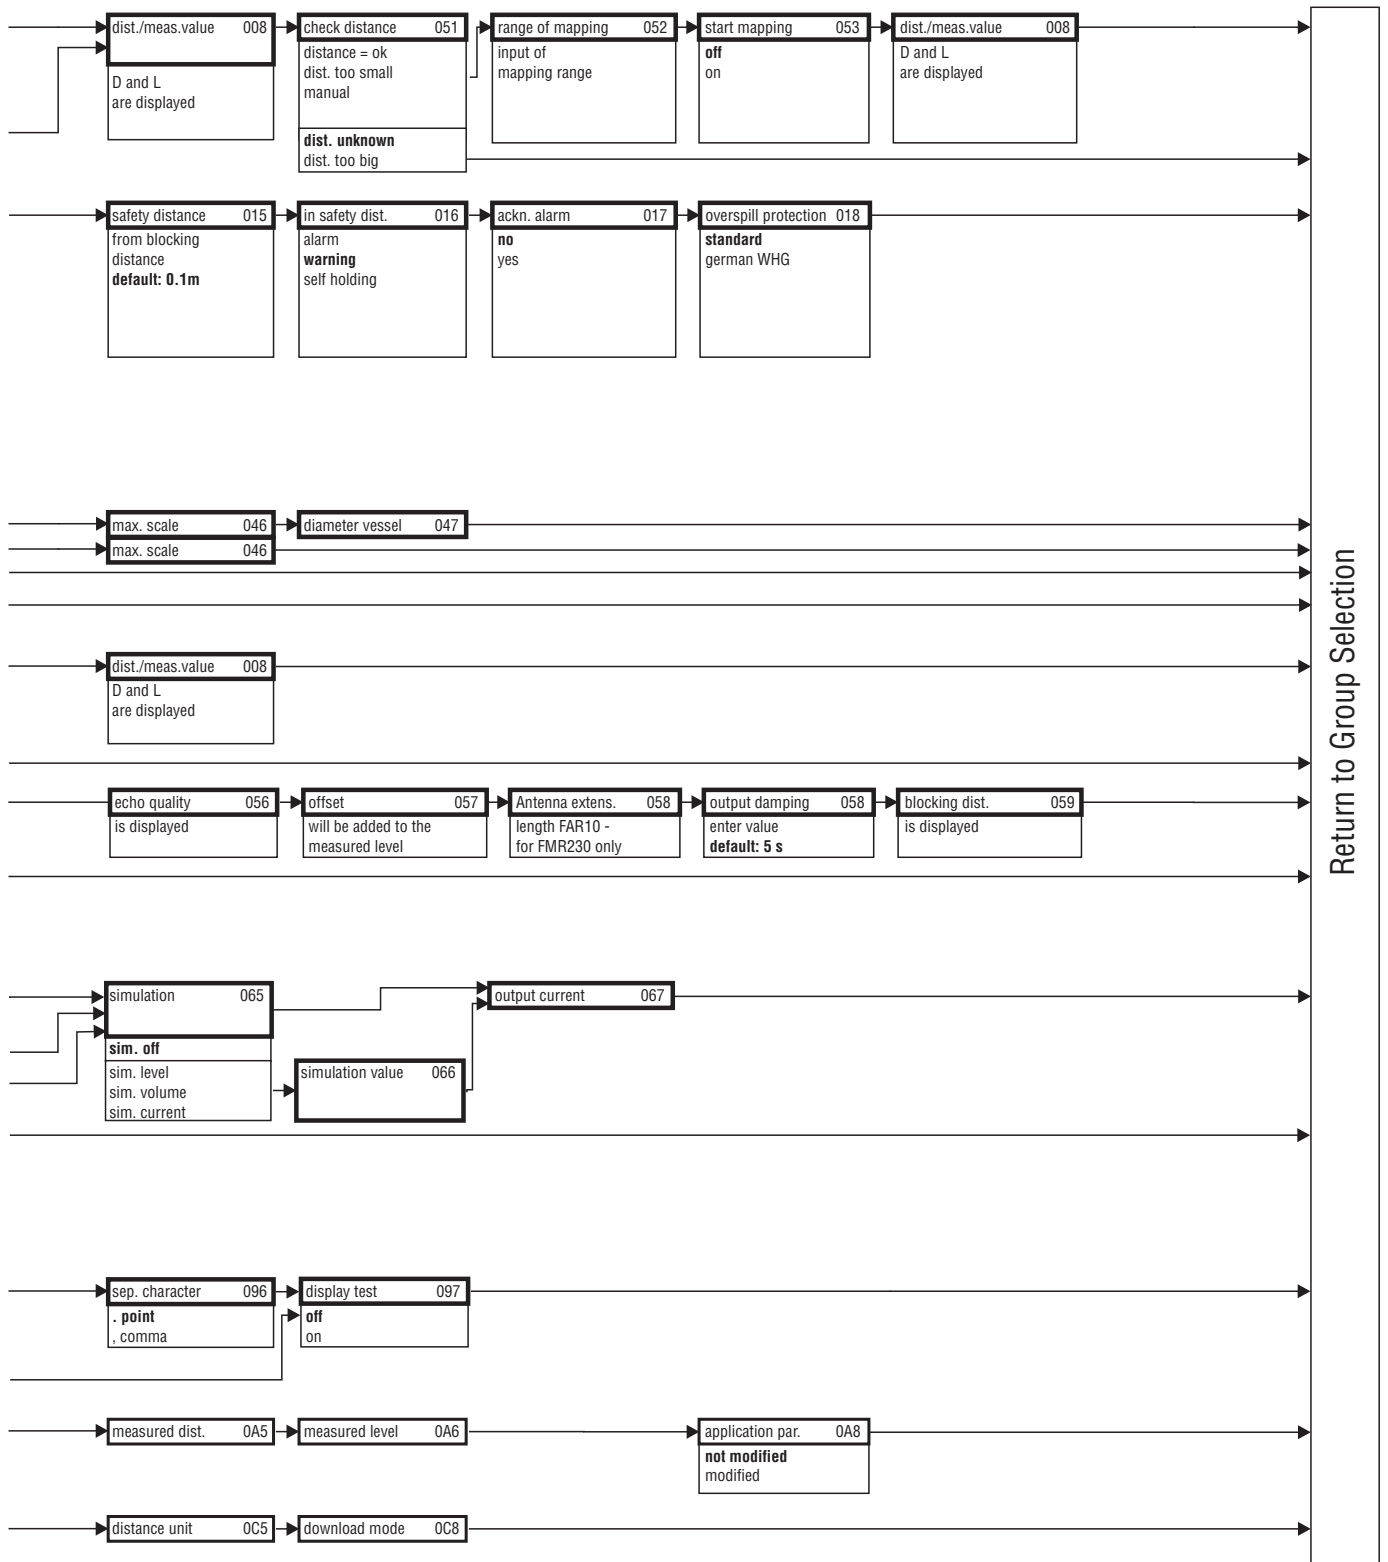 dist./meas.value 008
D and L
are displayed
check distance 051
distance = ok
dist. too small
manual
dist. unknown
dist. too big
range of mapping 052
input of
mapping range
start mapping 053
off
on
dist./meas.value 008
D and L
are displayed
safety distance 015
from blocking
distance
default: 0.1m
in safety dist. 016
alarm
warning
self holding
ackn. alarm 017
no
yes
overspill protection 018
standard
german WHG
max. scale 046
diameter vessel 047
max. scale 046
dist./meas.value 008
D and L
are displayed
echo quality 056
is displayed
offset 057
will be added to the
measured level
Antenna extens. 058
length FAR10 -
for FMR230 only
output damping 058
enter value
default: 5 s
blocking dist. 059
is displayed
simulation 065
sim. off
sim. level
sim. volume
sim. current
simulation value 066
output current 067
sep. character 096
. point
, comma
display test 097
off
on
measured dist. 0A5
measured level 0A6
application par. 0A8
not modified
modified
distance unit 0C5
download mode 0C8
Return to Group Selection